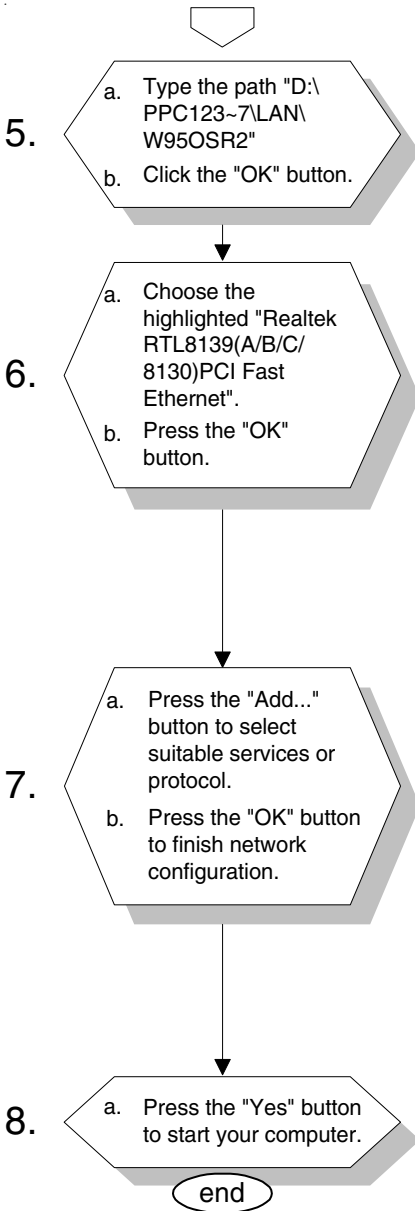 5.
a. Type the path "D:\
PPC123~7\LAN\
W95OSR2"
b. Click the "OK" button.
6.
a. Choose the
highlighted "Realtek
RTL8139(A/B/C/
8130)PCI Fast
Ethernet".
b. Press the "OK"
button.
7.
a. Press the "Add..."
button to select
suitable services or
protocol.
b. Press the "OK" button
to finish network
configuration.
8.
a. Press the "Yes" button
to start your computer.
end